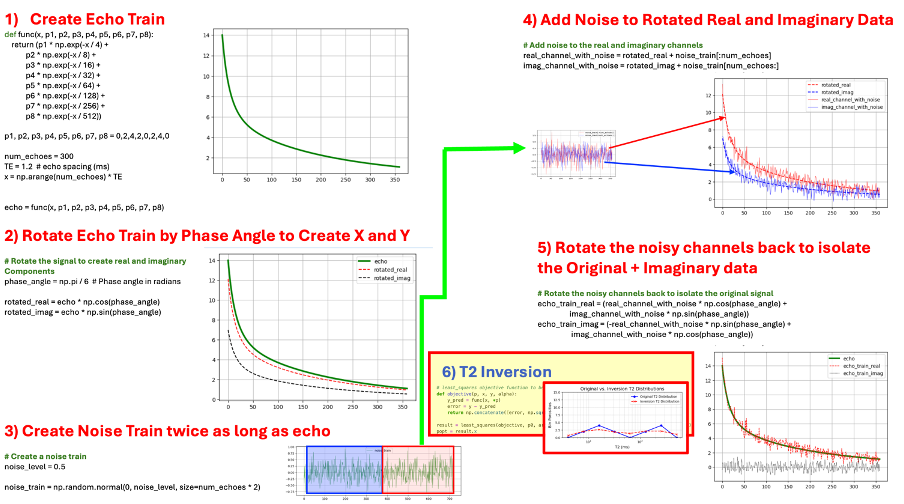 1) Create Echo Train
def func(x, p1, p2, p3, p4, p5, p6, p7, p8):
return (p1 * np.exp(-x / 4) +
p2 * np.exp(-x / 8) +
p3 * np.exp(-x / 16) +
p4 * np.exp(-x / 32) +
p5 * np.exp(-x / 64) +
p6 * np.exp(-x / 128) +
p7 * np.exp(-x / 256) +
p8 * np.exp(-x / 512))
p1, p2, p3, p4, p5, p6, p7, p8 = 0,2,4,2,0,2,4,0
num_echoes = 300
TE = 1.2 # echo spacing (ms)
x = np.arange(num_echoes) * TE
echo = func(x, p1, p2, p3, p4, p5, p6, p7, p8)
14
12
10
8
6
4
2
0 50 100 150 200 250 300 350
2) Rotate Echo Train by Phase Angle to Create X and Y
# Rotate the signal to create real and imaginary
Components
phase_angle = np.pi / 6 # Phase angle in radians
rotated_real = echo * np.cos(phase_angle)
rotated_imag = echo * np.sin(phase_angle)
echo
rotated_real
rotated_imag
14
12
10
8
6
4
2
0
0 50 100 150 200 250 300 350
3) Create Noise Train twice as long as echo
# Create a noise train
noise_level = 0.5
noise_train = np.random.normal(0, noise_level, size=num_echoes * 2)
4) Add Noise to Rotated Real and Imaginary Data
# Add noise to the real and imaginary channels
real_channel_with_noise = rotated_real + noise_train[:num_echoes]
imag_channel_with_noise = rotated_imag + noise_train[num_echoes:]
rotated_real
rotated_imag
real_channel_with_noise
imag_channel_with_noise
12
10
8
6
4
2
0
0 50 100 150 200 250 300 350
5) Rotate the noisy channels back to isolate
the Original + Imaginary data
# Rotate the noisy channels back to isolate the original signal
echo_train_real = (real_channel_with_noise * np.cos(phase_angle) +
imag_channel_with_noise * np.sin(phase_angle))
echo_train_imag = (-real_channel_with_noise * np.sin(phase_angle) +
imag_channel_with_noise * np.cos(phase_angle))
echo
echo_train_real
echo_train_imag
14
12
10
8
6
4
2
0
0 50 100 150 200 250 300 350
6) T2 Inversion
# least_squares objective function to
def objective(p, x, y, alpha):
y_pred = func(x, *p)
error = y - y_pred
return np.concatenate([error, np.sq
result = least_squares(objective, p0,
popt = result.x
Original vs. Inversion T2 Distributions
Original T2 Distribution
Inversion T2 Distribution
T2 (ms)